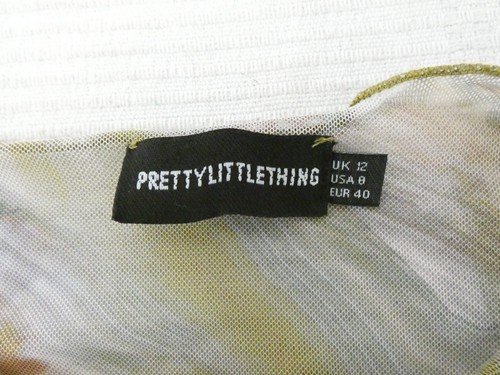 PRETTYLITTLETHING
UK 12
USA 8
EUR 40